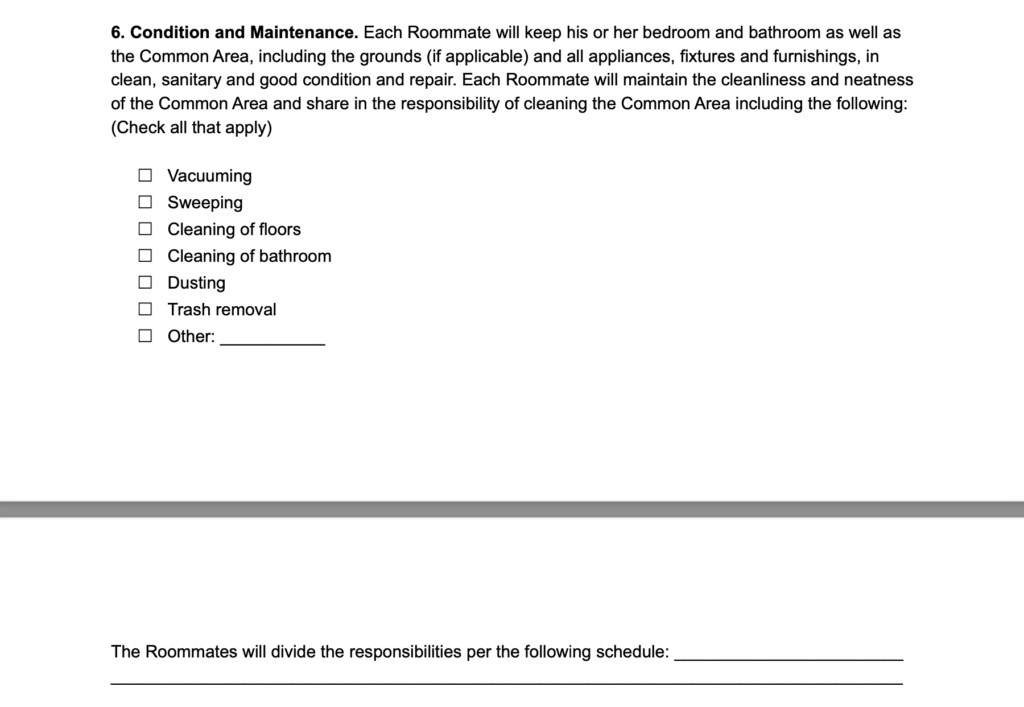 6. Condition and Maintenance. Each Roommate will keep his or her bedroom and bathroom as well as
the Common Area, including the grounds (if applicable) and all appliances, fixtures and furnishings, in
clean, sanitary and good condition and repair. Each Roommate will maintain the cleanliness and neatness
of the Common Area and share in the responsibility of cleaning the Common Area including the following:
(Check all that apply)
☐ Vacuuming
☐ Sweeping
☐ Cleaning of floors
☐ Cleaning of bathroom
☐ Dusting
☐ Trash removal
☐ Other: ____________
The Roommates will divide the responsibilities per the following schedule: __________________________